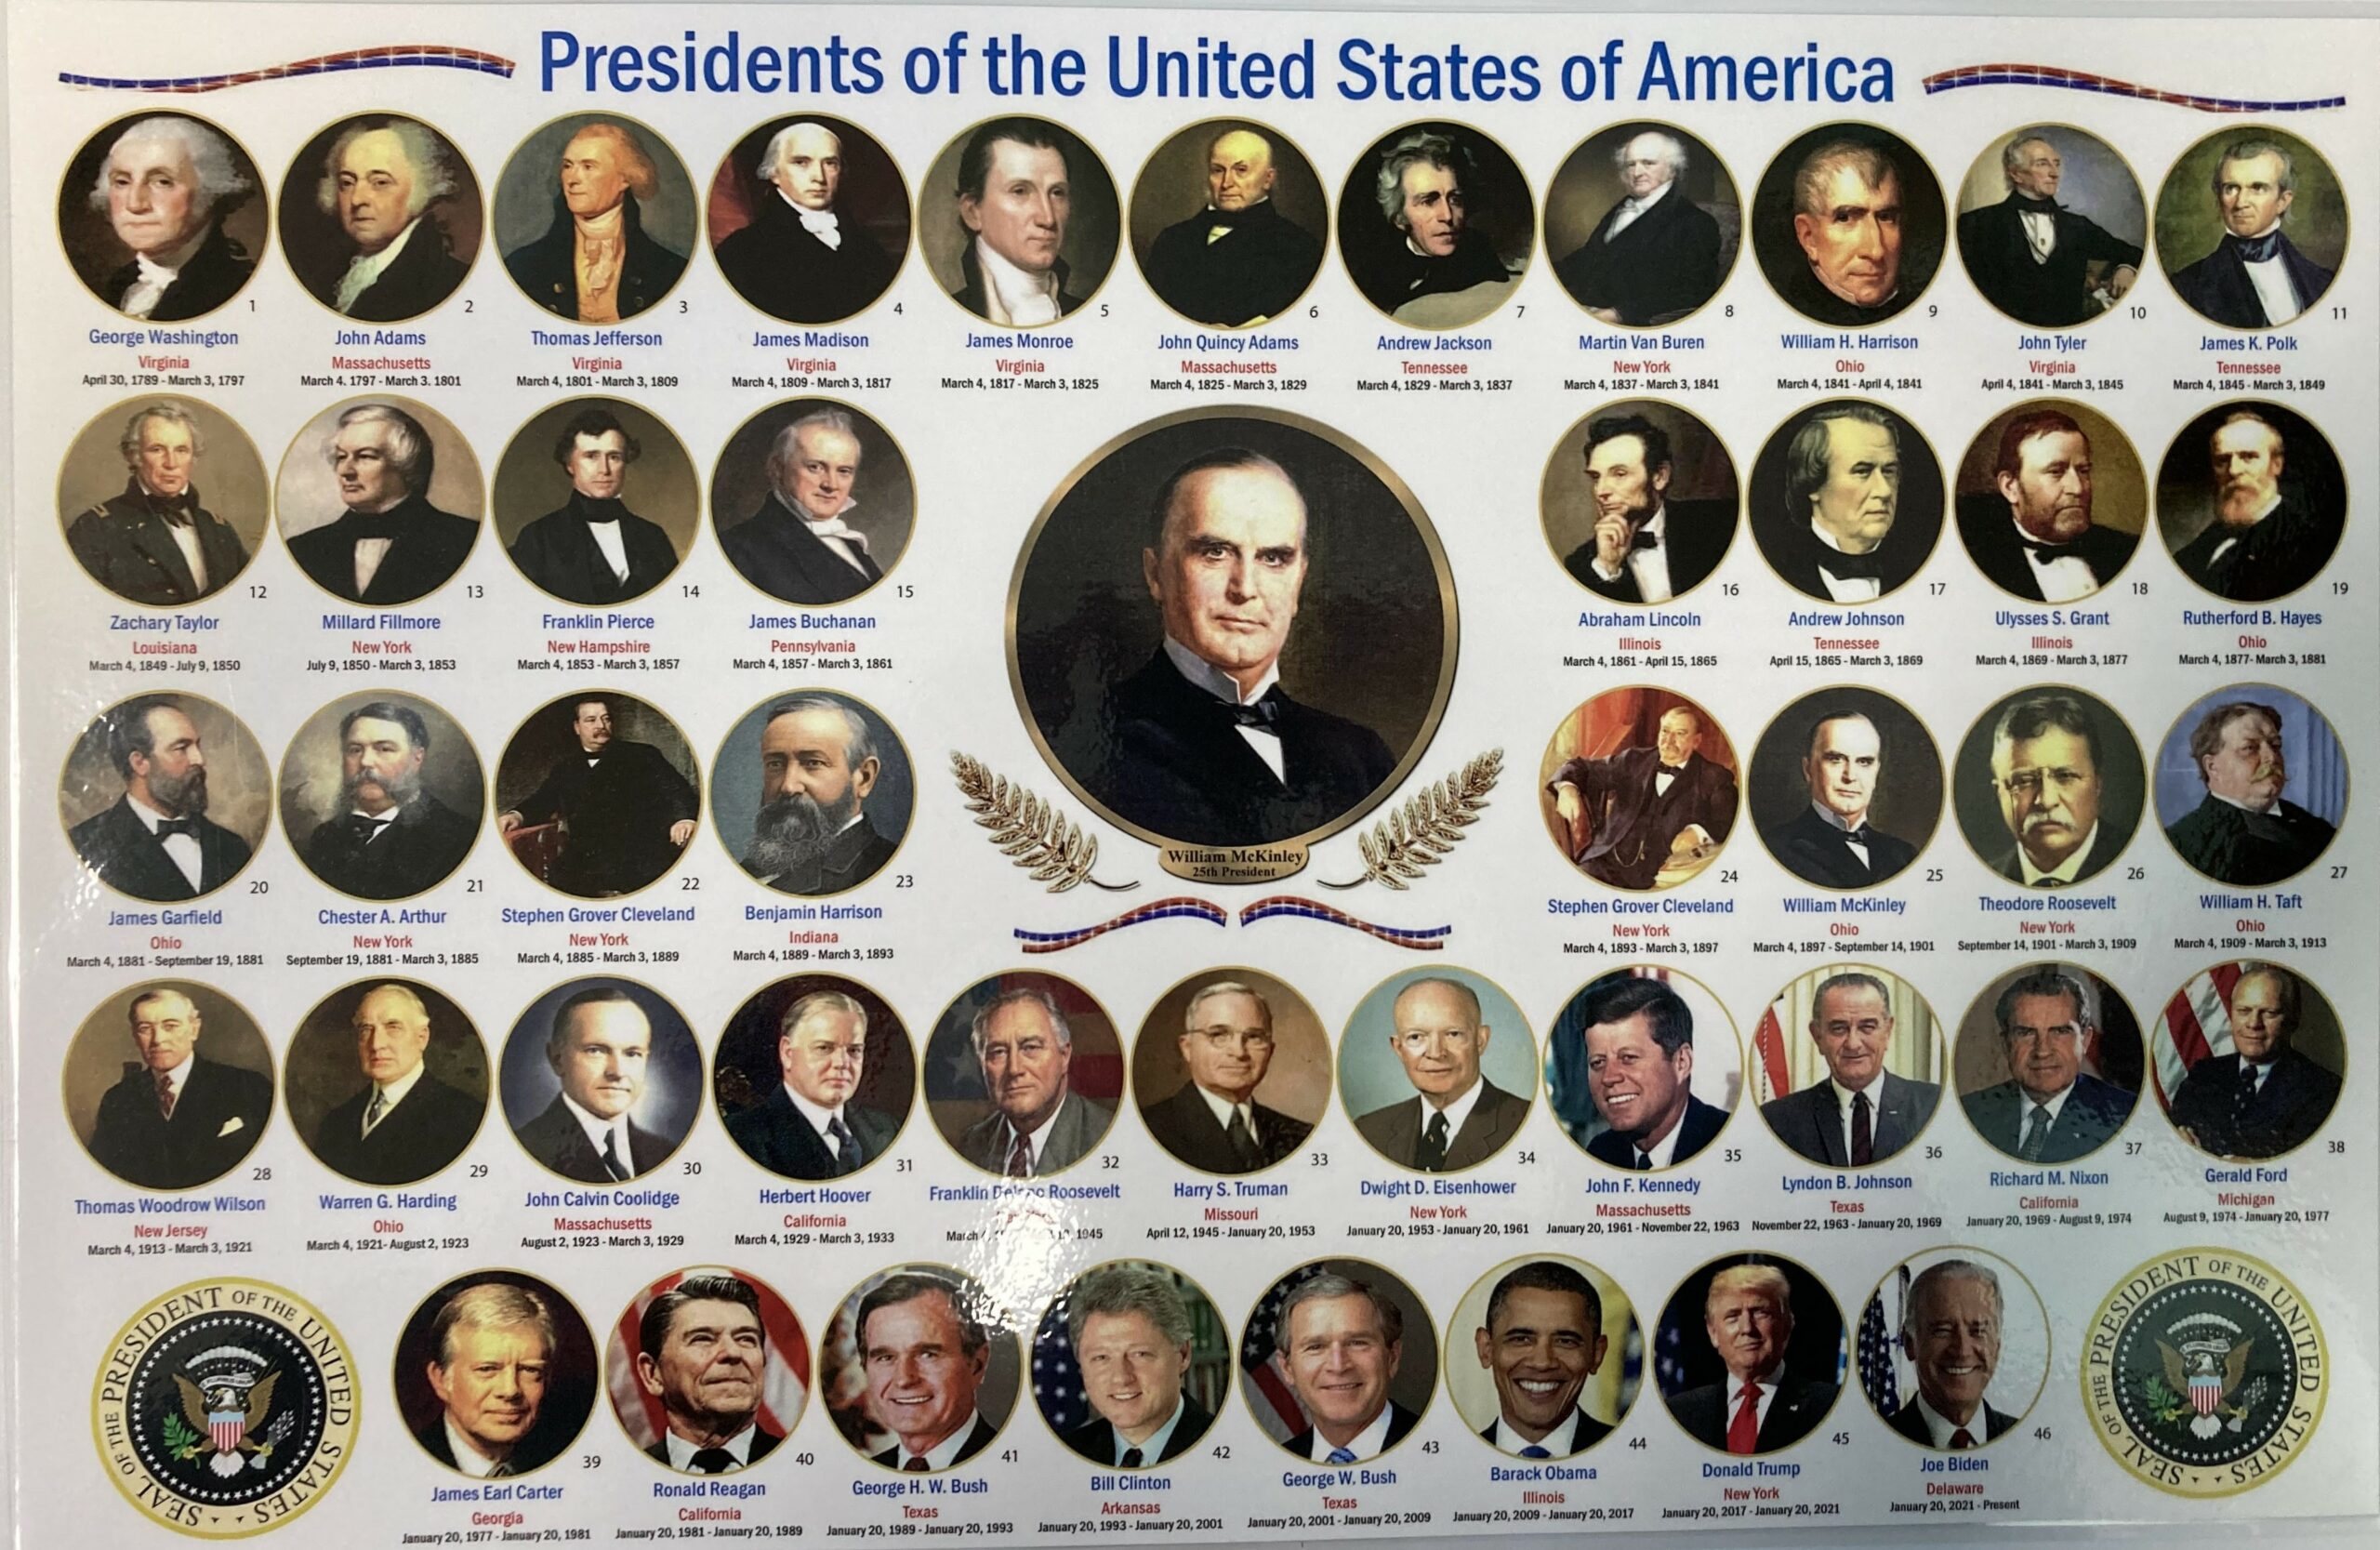 Presidents of the United States of America
1
George Washington
Virginia
April 30, 1789 - March 3, 1797
2
John Adams
Massachusetts
March 4. 1797 - March 3. 1801
3
Thomas Jefferson
Virginia
March 4, 1801 - March 3, 1809
4
James Madison
Virginia
March 4, 1809 - March 3, 1817
5
James Monroe
Virginia
March 4, 1817 - March 3, 1825
6
John Quincy Adams
Massachusetts
March 4, 1825 - March 3, 1829
7
Andrew Jackson
Tennessee
March 4, 1829 - March 3, 1837
8
Martin Van Buren
New York
March 4, 1837 - March 3, 1841
9
William H. Harrison
Ohio
March 4, 1841 - April 4, 1841
10
John Tyler
Virginia
April 4, 1841 - March 3, 1845
11
James K. Polk
Tennessee
March 4, 1845 - March 3, 1849
12
Zachary Taylor
Louisiana
March 4, 1849 - July 9, 1850
13
Millard Fillmore
New York
July 9, 1850 - March 3, 1853
14
Franklin Pierce
New Hampshire
March 4, 1853 - March 3, 1857
15
James Buchanan
Pennsylvania
March 4, 1857 - March 3, 1861
16
Abraham Lincoln
Illinois
March 4, 1861 - April 15, 1865
17
Andrew Johnson
Tennessee
April 15, 1865 - March 3, 1869
18
Ulysses S. Grant
Illinois
March 4, 1869 - March 3, 1877
19
Rutherford B. Hayes
Ohio
March 4, 1877- March 3, 1881
20
James Garfield
Ohio
March 4, 1881 - September 19, 1881
21
Chester A. Arthur
New York
September 19, 1881 - March 3, 1885
22
Stephen Grover Cleveland
New York
March 4, 1885 - March 3, 1889
23
Benjamin Harrison
Indiana
March 4, 1889 - March 3, 1893
William McKinley
25th President
24
Stephen Grover Cleveland
New York
March 4, 1893 - March 3, 1897
25
William McKinley
Ohio
March 4, 1897 - September 14, 1901
26
Theodore Roosevelt
New York
September 14, 1901 - March 3, 1909
27
William H. Taft
Ohio
March 4, 1909 - March 3, 1913
28
Thomas Woodrow Wilson
New Jersey
March 4, 1913 - March 3, 1921
29
Warren G. Harding
Ohio
March 4, 1921- August 2, 1923
30
John Calvin Coolidge
Massachusetts
August 2, 1923 - March 3, 1929
31
Herbert Hoover
California
March 4, 1929 - March 3, 1933
32
Franklin Roosevelt
March 1945
33
Harry S. Truman
Missouri
April 12, 1945 - January 20, 1953
34
Dwight D. Eisenhower
New York
January 20, 1953 - January 20, 1961
35
John F. Kennedy
Massachusetts
January 20, 1961 - November 22, 1963
36
Lyndon B. Johnson
Texas
November 22, 1963 - January 20, 1969
37
Richard M. Nixon
California
January 20, 1969 - August 9, 1974
38
Gerald Ford
Michigan
August 9, 1974 - January 20, 1977
SEAL OF THE PRESIDENT OF THE UNITED STATES
39
James Earl Carter
Georgia
January 20, 1977 - January 20, 1981
40
Ronald Reagan
California
January 20, 1981 - January 20, 1989
41
George H. W. Bush
Texas
January 20, 1989 - January 20, 1993
42
Bill Clinton
Arkansas
January 20, 1993 - January 20, 2001
43
George W. Bush
Texas
January 20, 2001 - January 20, 2009
44
Barack Obama
Illinois
January 20, 2009 - January 20, 2017
45
Donald Trump
New York
January 20, 2017 - January 20, 2021
46
Joe Biden
Delaware
January 20, 2021 - Present
SEAL OF THE PRESIDENT OF THE UNITED STATES